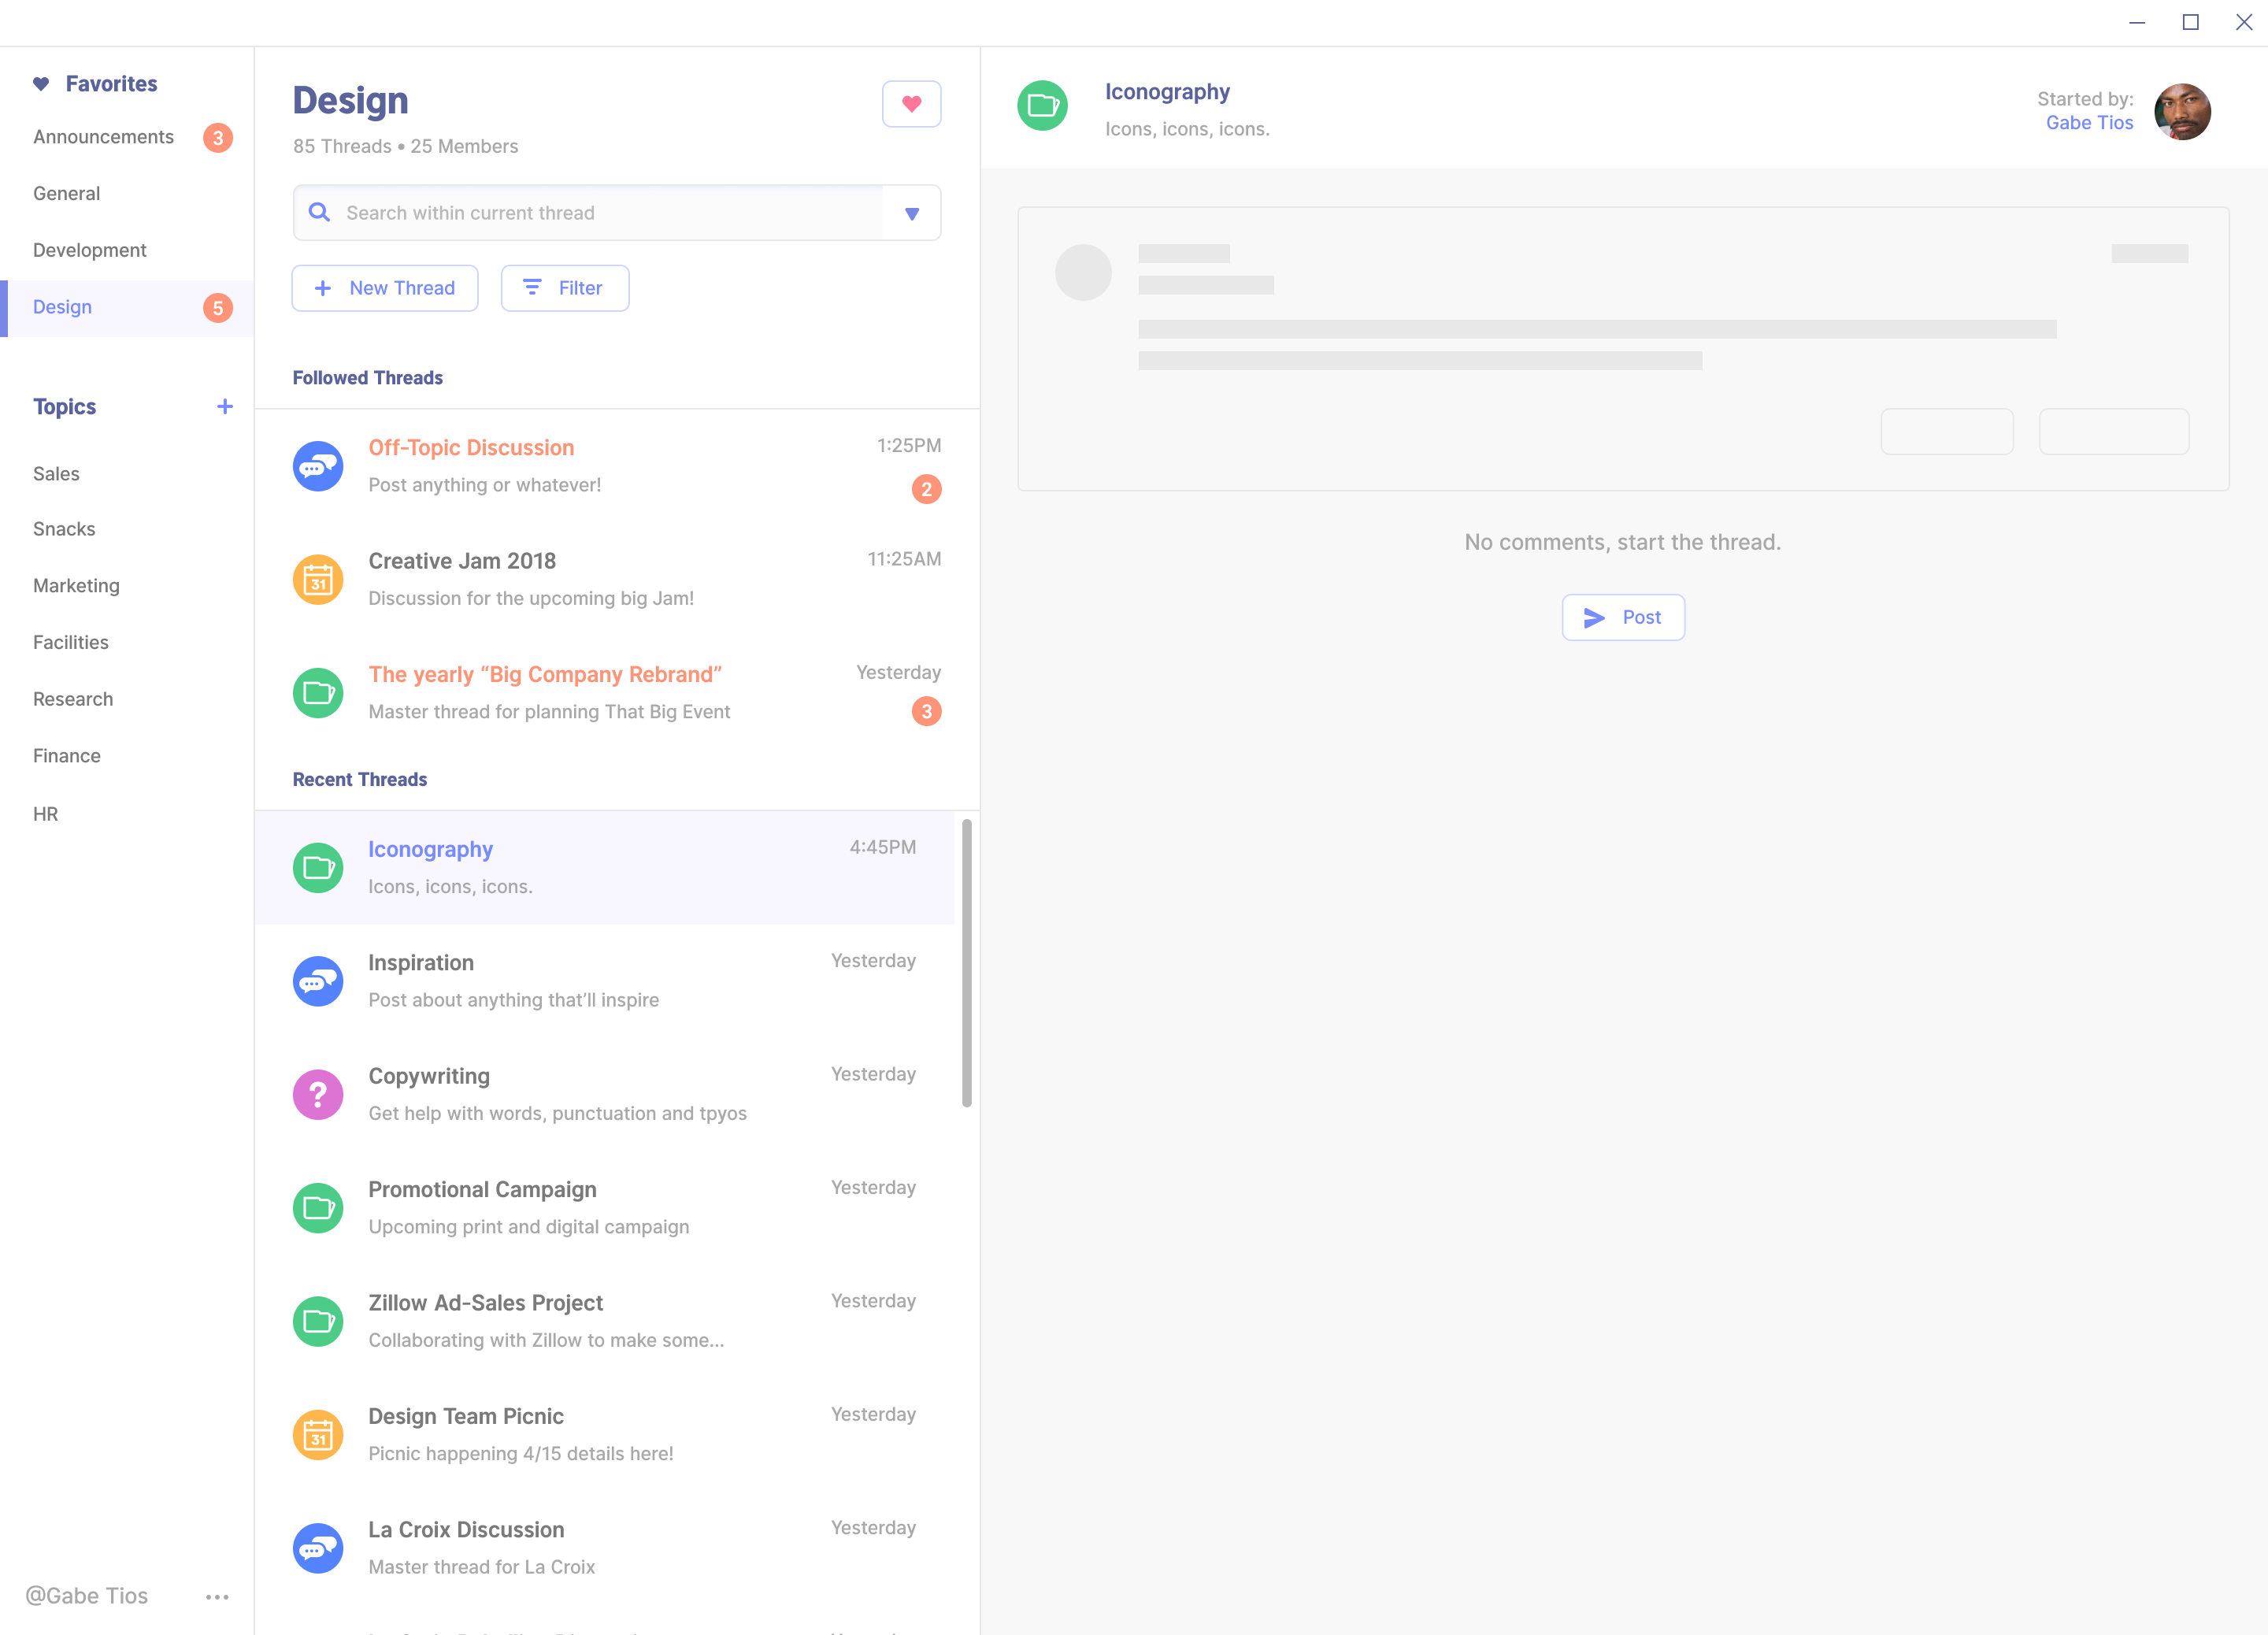 Favorites
Announcements 3
General
Development
Design 5
Topics +
Sales
Snacks
Marketing
Facilities
Research
Finance
HR
@Gabe Tios
Design
85 Threads • 25 Members
Search within current thread
+ New Thread
Filter
Followed Threads
Off-Topic Discussion 1:25PM
Post anything or whatever! 2
31
Creative Jam 2018 11:25AM
Discussion for the upcoming big Jam!
The yearly “Big Company Rebrand” Yesterday
Master thread for planning That Big Event 3
Recent Threads
Iconography 4:45PM
Icons, icons, icons.
Inspiration Yesterday
Post about anything that’ll inspire
?
Copywriting Yesterday
Get help with words, punctuation and tpyos
Promotional Campaign Yesterday
Upcoming print and digital campaign
Zillow Ad-Sales Project Yesterday
Collaborating with Zillow to make some...
31
Design Team Picnic Yesterday
Picnic happening 4/15 details here!
La Croix Discussion Yesterday
Master thread for La Croix
Iconography
Icons, icons, icons.
Started by:
Gabe Tios
No comments, start the thread.
Post